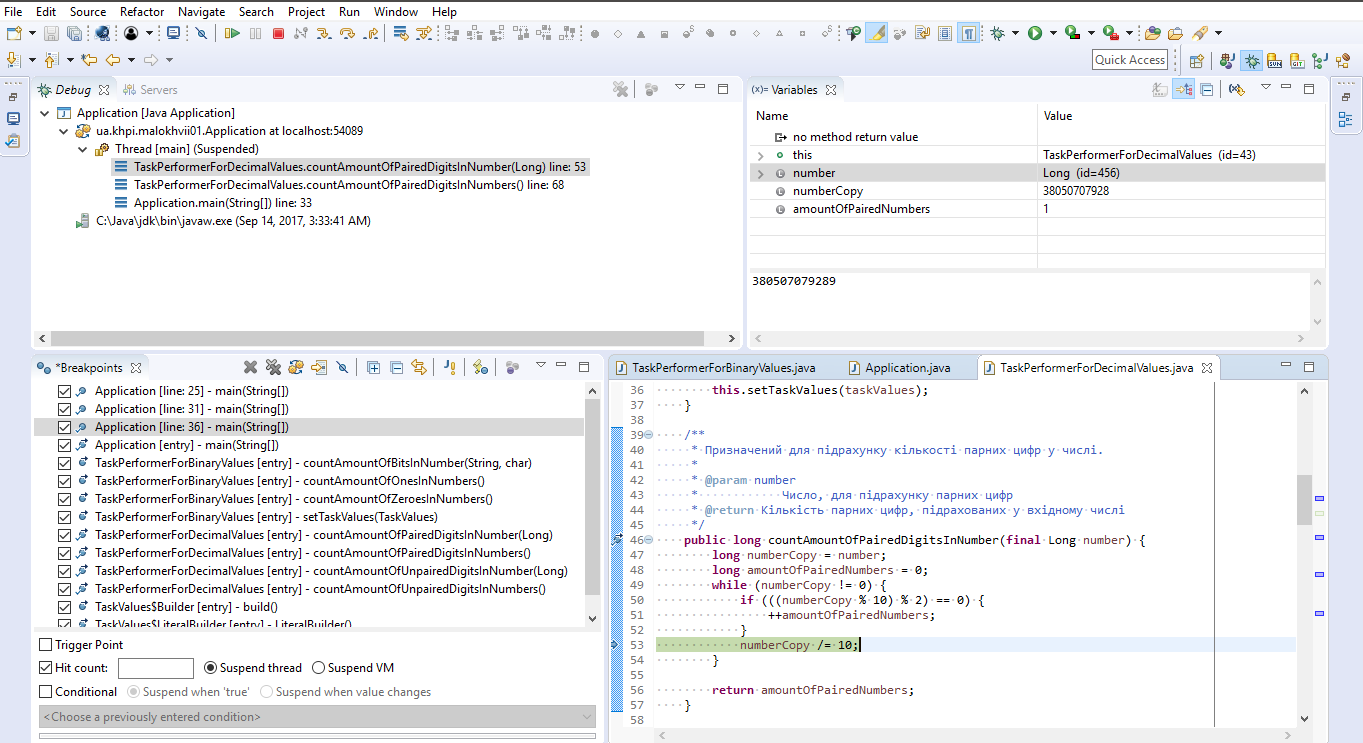 File Edit Source Refactor Navigate Search Project Run Window Help
Quick Access
Debug Servers
Application [Java Application]
ua.khpi.malokhvii01.Application at localhost:54089
Thread [main] (Suspended)
TaskPerformerForDecimalValues.countAmountOfPairedDigitsInNumber(Long) line: 53
TaskPerformerForDecimalValues.countAmountOfPairedDigitsInNumbers() line: 68
Application.main(String[]) line: 33
C:\Java\jdk\bin\javaw.exe (Sep 14, 2017, 3:33:41 AM)
(x)= Variables
Name Value
no method return value
this TaskPerformerForDecimalValues (id=43)
number Long (id=456)
numberCopy 38050707928
amountOfPairedNumbers 1
380507079289
*Breakpoints
Application [line: 25] - main(String[])
Application [line: 31] - main(String[])
Application [line: 36] - main(String[])
Application [entry] - main(String[])
TaskPerformerForBinaryValues [entry] - countAmountOfBitsInNumber(String, char)
TaskPerformerForBinaryValues [entry] - countAmountOfOnesInNumbers()
TaskPerformerForBinaryValues [entry] - countAmountOfZeroesInNumbers()
TaskPerformerForBinaryValues [entry] - setTaskValues(TaskValues)
TaskPerformerForDecimalValues [entry] - countAmountOfPairedDigitsInNumber(Long)
TaskPerformerForDecimalValues [entry] - countAmountOfPairedDigitsInNumbers()
TaskPerformerForDecimalValues [entry] - countAmountOfUnpairedDigitsInNumber(Long)
TaskPerformerForDecimalValues [entry] - countAmountOfUnpairedDigitsInNumbers()
TaskValues$Builder [entry] - build()
TaskValues$LiteralBuilder [entry] - LiteralBuilder()
Trigger Point
Hit count: Suspend thread Suspend VM
Conditional Suspend when 'true' Suspend when value changes
<Choose a previously entered condition>
TaskPerformerForBinaryValues.java Application.java TaskPerformerForDecimalValues.java
36 this.setTaskValues(taskValues);
37 }
38
39 /**
40 * Призначений для підрахунку кількості парних цифр у числі.
41 *
42 * @param number
43 * Число, для підрахунку парних цифр
44 * @return Кількість парних цифр, підрахованих у вхідному числі
45 */
46 public long countAmountOfPairedDigitsInNumber(final Long number) {
47 long numberCopy = number;
48 long amountOfPairedNumbers = 0;
49 while (numberCopy != 0) {
50 if (((numberCopy % 10) % 2) == 0) {
51 ++amountOfPairedNumbers;
52 }
53 numberCopy /= 10;
54 }
55
56 return amountOfPairedNumbers;
57 }
58